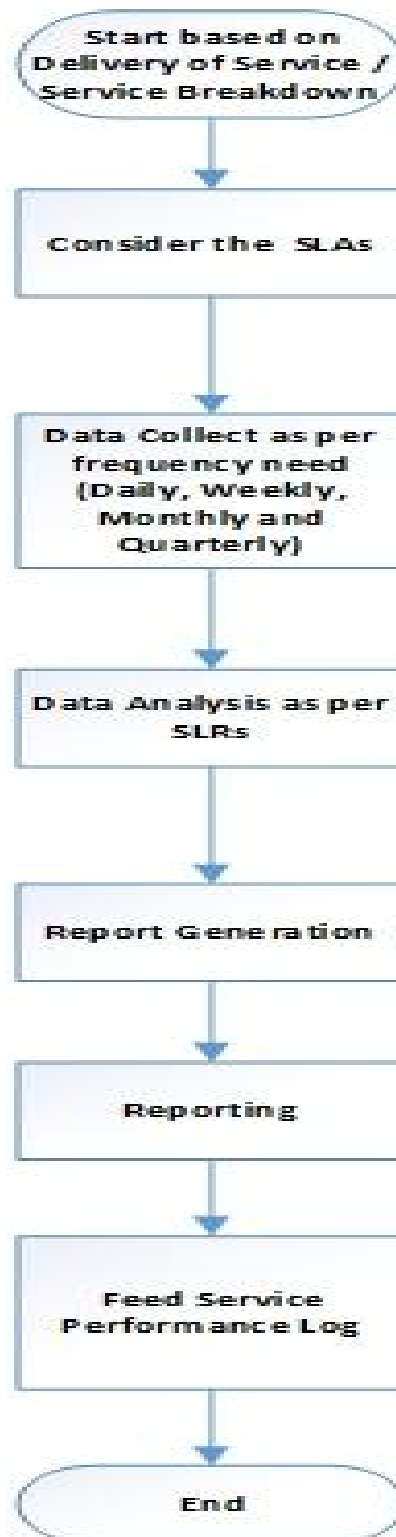 Start based on
Delivery of Service /
Service Breakdown
Consider the SLAs
Data Collect as per
frequency need
(Daily, Weekly,
Monthly and
Quarterly)
Data Analysis as per
SLRs
Report Generation
Reporting
Feed Service
Performance Log
End